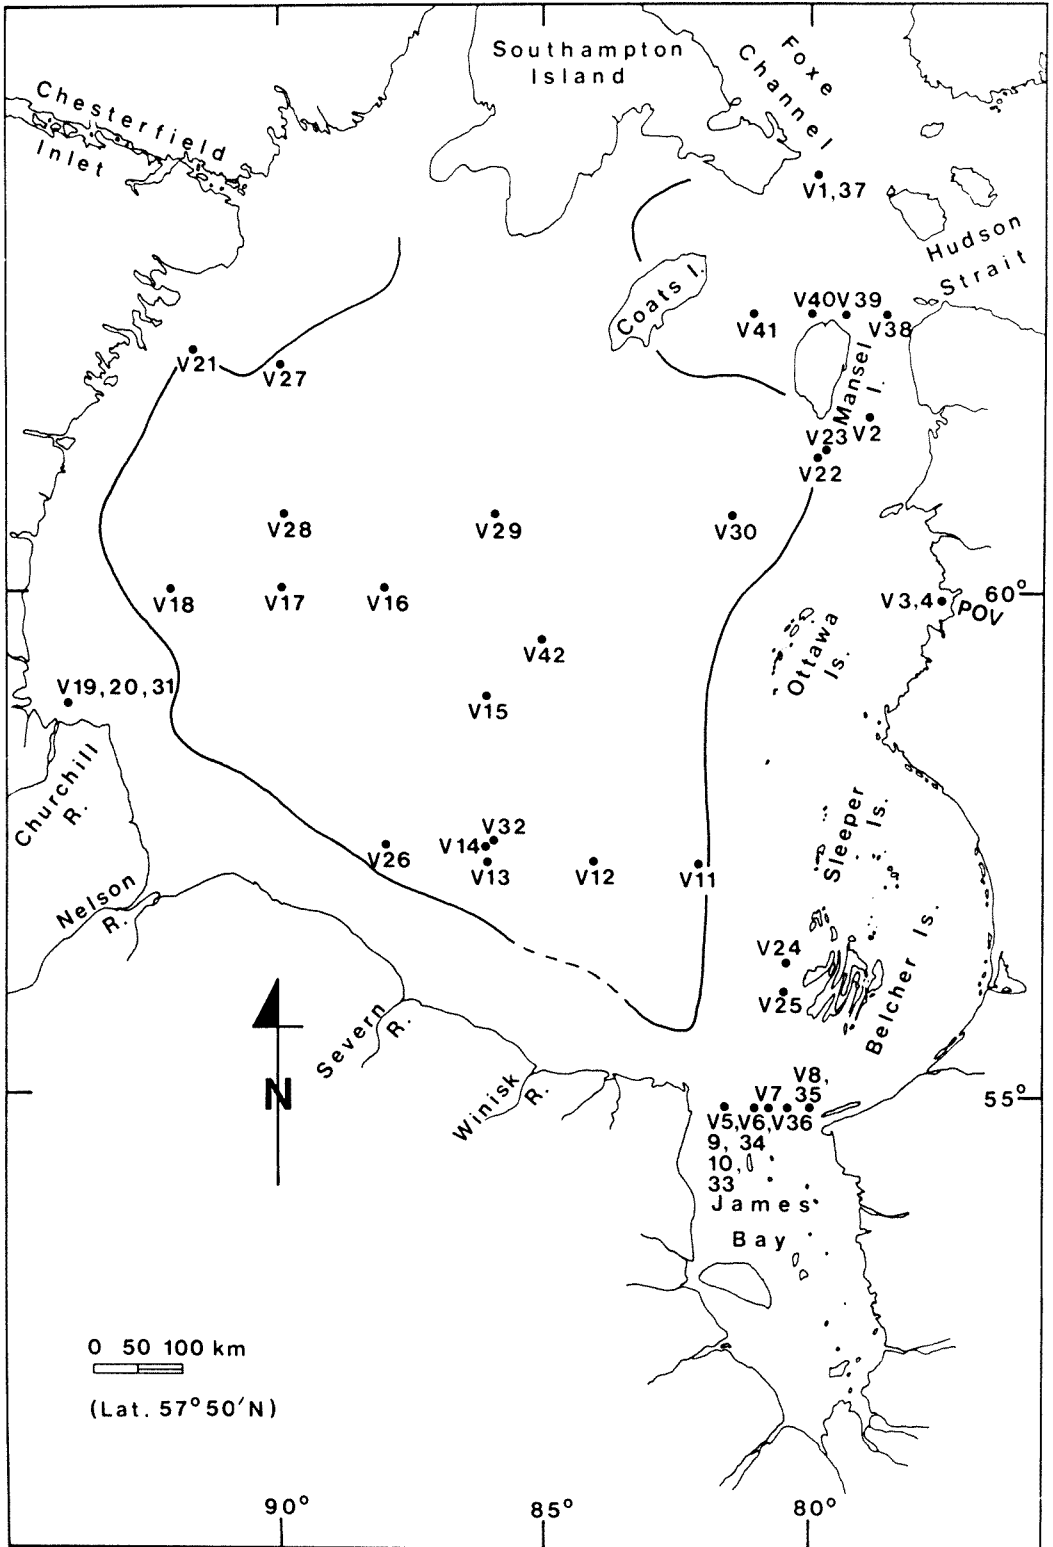 Southampton
Island
Foxe
Channel
Chesterfield
Inlet
V1,37
Hudson
Strait
Coats I.
V40
V39
V41
V38
V21
V27
Mansel
I.
V23
V2
V22
V28
V29
V30
V18
V17
V16
V3,4
POV
60°
V42
Ottawa
Is.
V19,20,31
V15
Churchill
R.
Sleeper
Is.
V32
V14
V26
V13
V12
V11
Nelson
R.
V24
V25
Belcher Is.
Severn
R.
N
Winisk
R.
V8,
V7 35,
55°
V5,V6,V36
9, 34
10,
33
James
Bay
0 50 100 km
(Lat. 57°50′N)
90°
85°
80°